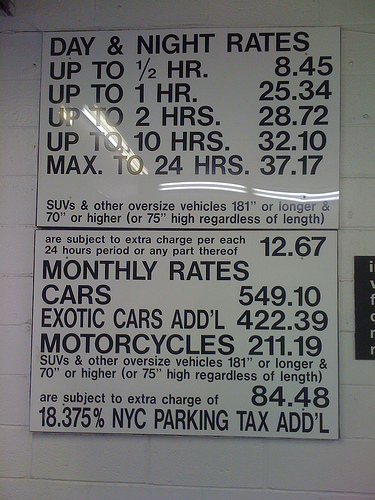 DAY & NIGHT RATES
UP TO ½ HR. 8.45
UP TO 1 HR. 25.34
UP TO 2 HRS. 28.72
UP TO 10 HRS. 32.10
MAX. TO 24 HRS. 37.17
SUVs & other oversize vehicles 181" or longer &
70" or higher (or 75" high regardless of length)
are subject to extra charge per each
24 hours period or any part thereof 12.67
MONTHLY RATES
CARS 549.10
EXOTIC CARS ADD'L 422.39
MOTORCYCLES 211.19
SUVs & other oversize vehicles 181" or longer &
70" or higher (or 75" high regardless of length)
are subject to extra charge of 84.48
18.375% NYC PARKING TAX ADD'L